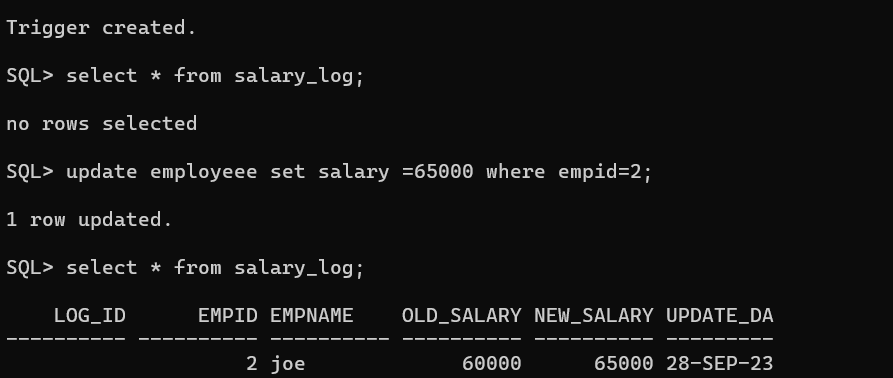 Trigger created.
SQL> select * from salary_log;
no rows selected
SQL> update employeee set salary =65000 where empid=2;
1 row updated.
SQL> select * from salary_log;
    LOG_ID      EMPID EMPNAME    OLD_SALARY NEW_SALARY UPDATE_DA
---------- ---------- ---------- ---------- ---------- ---------
                    2 joe             60000      65000 28-SEP-23